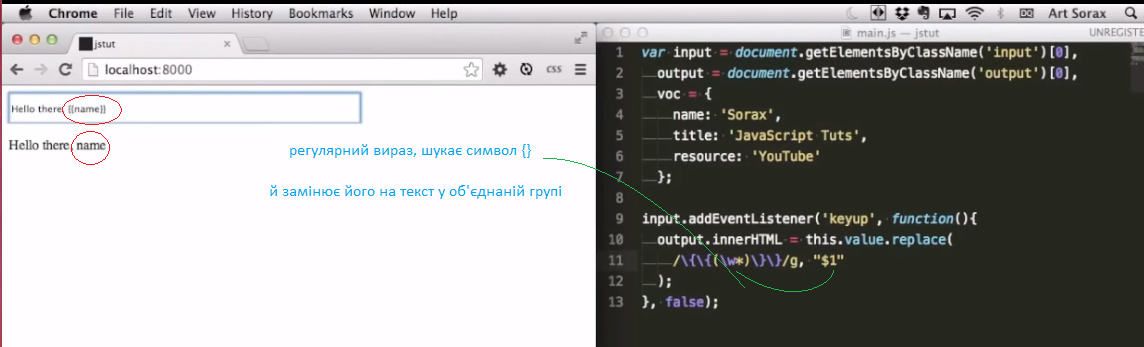 Chrome File Edit View History Bookmarks Window Help Art Sorax
jstut
localhost:8000 CSS
Hello there, {{name}}
Hello there, name
регулярний вираз, шукає символ {}
й замінює його на текст у об'єднаній групі
main.js — jstut UNREGISTE
1 var input = document.getElementsByClassName('input')[0],
2 output = document.getElementsByClassName('output')[0],
3 voc = {
4 name: 'Sorax',
5 title: 'JavaScript Tuts',
6 resource: 'YouTube'
7 };
8
9 input.addEventListener('keyup', function(){
10 output.innerHTML = this.value.replace(
11 /\{\{(\w*)\}\}/g, "$1"
12 );
13 }, false);